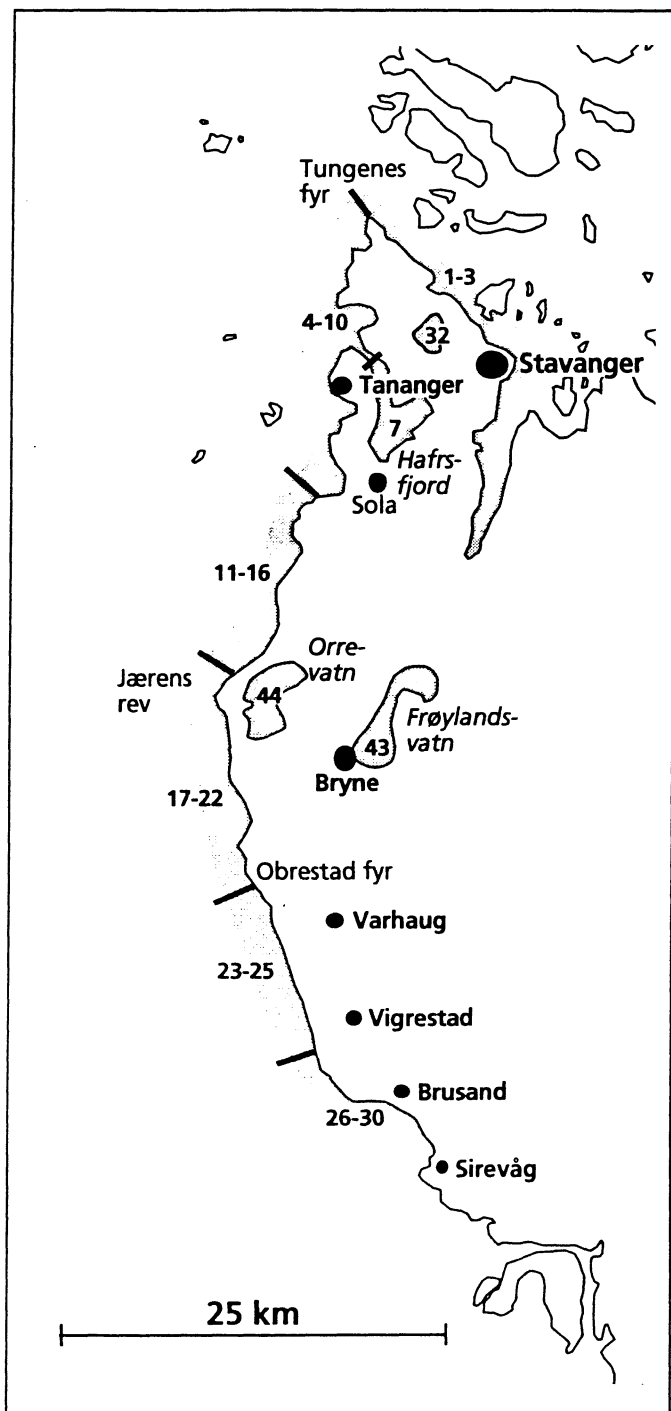 Tungenes
fyr
1-3
4-10
32
Stavanger
Tananger
7
Hafrs-
fjord
Sola
11-16
Orre-
vatn
Jærens
rev
44
Frøylands-
vatn
43
Bryne
17-22
Obrestad fyr
Varhaug
23-25
Vigrestad
Brusand
26-30
Sirevåg
25 km